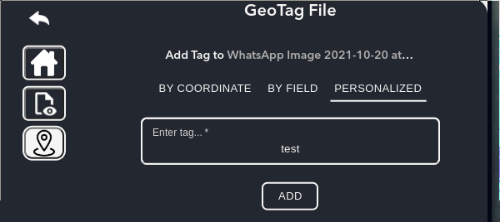 GeoTag File
Add Tag to WhatsApp Image 2021-10-20 at...
BY COORDINATE BY FIELD PERSONALIZED
Enter tag... *
test
ADD